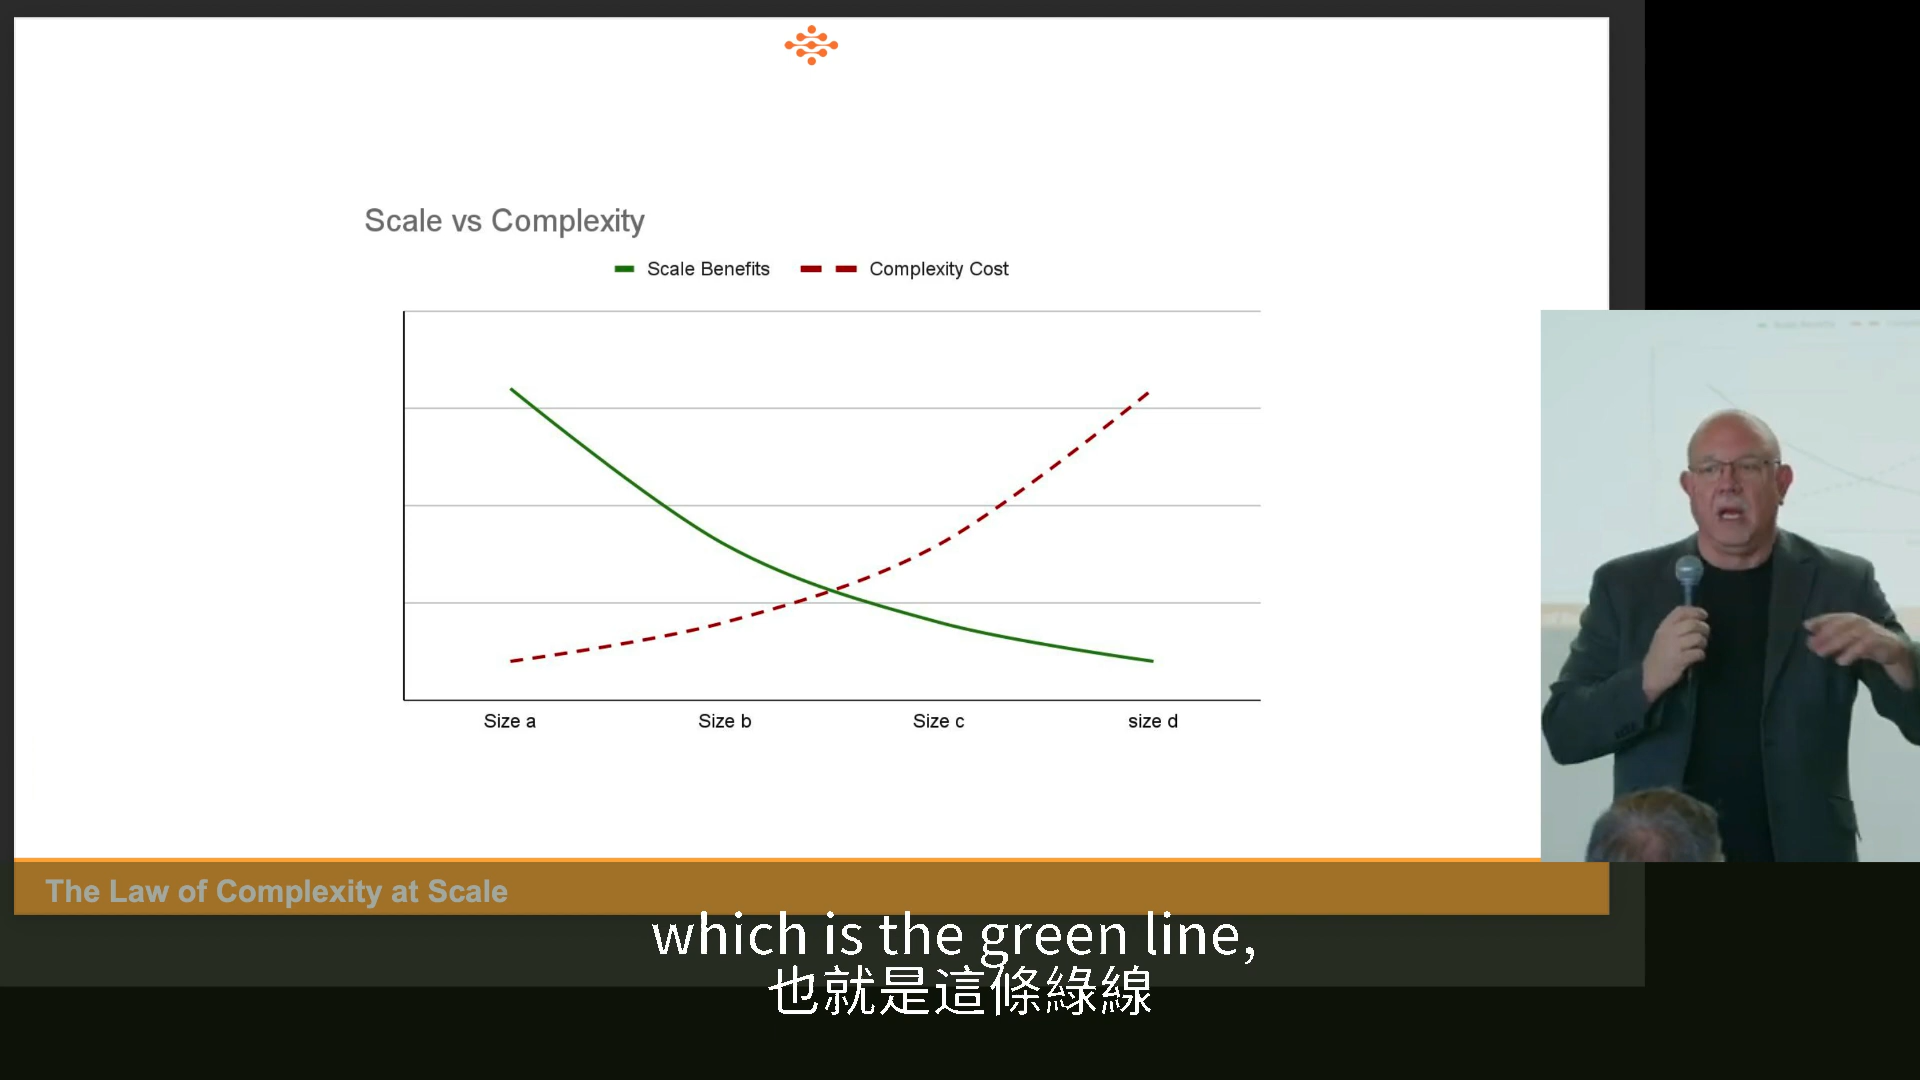 Scale vs Complexity
Scale Benefits Complexity Cost
Size a Size b Size c size d
The Law of Complexity at Scale
which is the green line,
也就是這條綠線